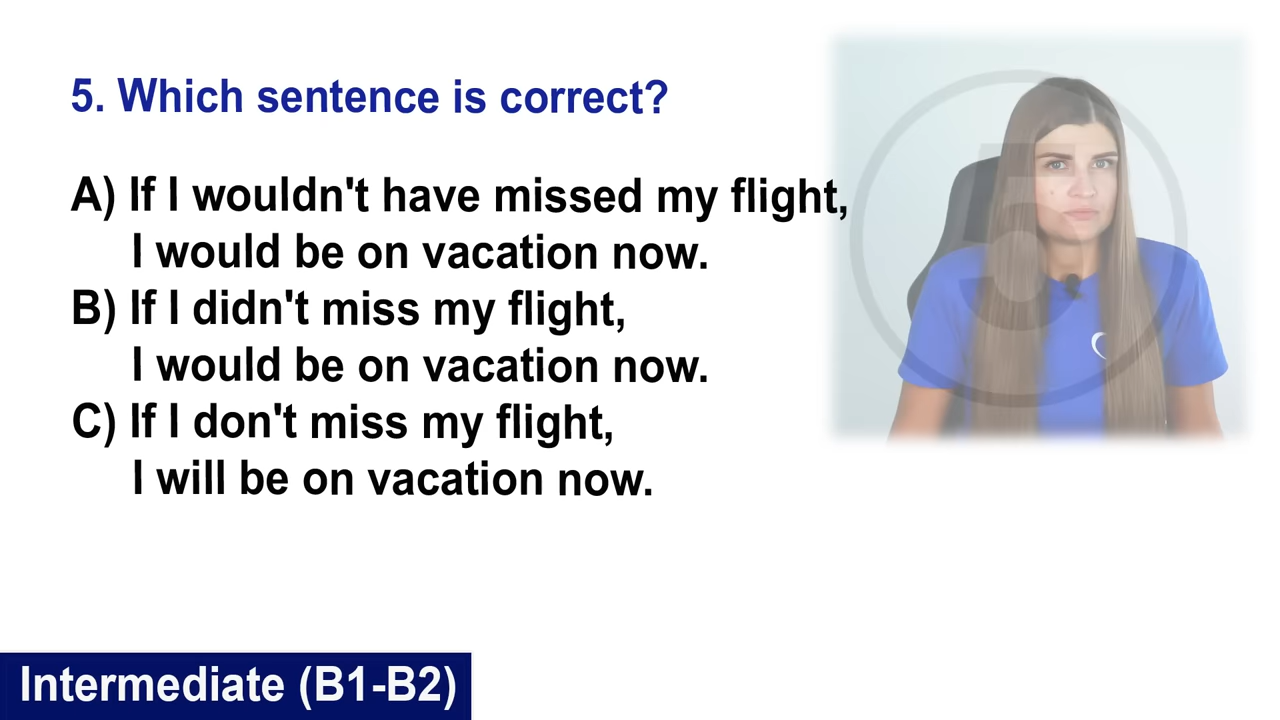 5. Which sentence is correct?
A) If I wouldn't have missed my flight,
I would be on vacation now.
B) If I didn't miss my flight,
I would be on vacation now.
C) If I don't miss my flight,
I will be on vacation now.
5
Intermediate (B1-B2)